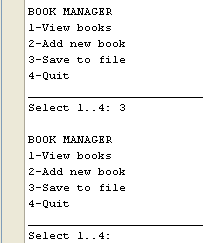 BOOK MANAGER
1-View books
2-Add new book
3-Save to file
4-Quit
Select 1..4: 3
BOOK MANAGER
1-View books
2-Add new book
3-Save to file
4-Quit
Select 1..4: